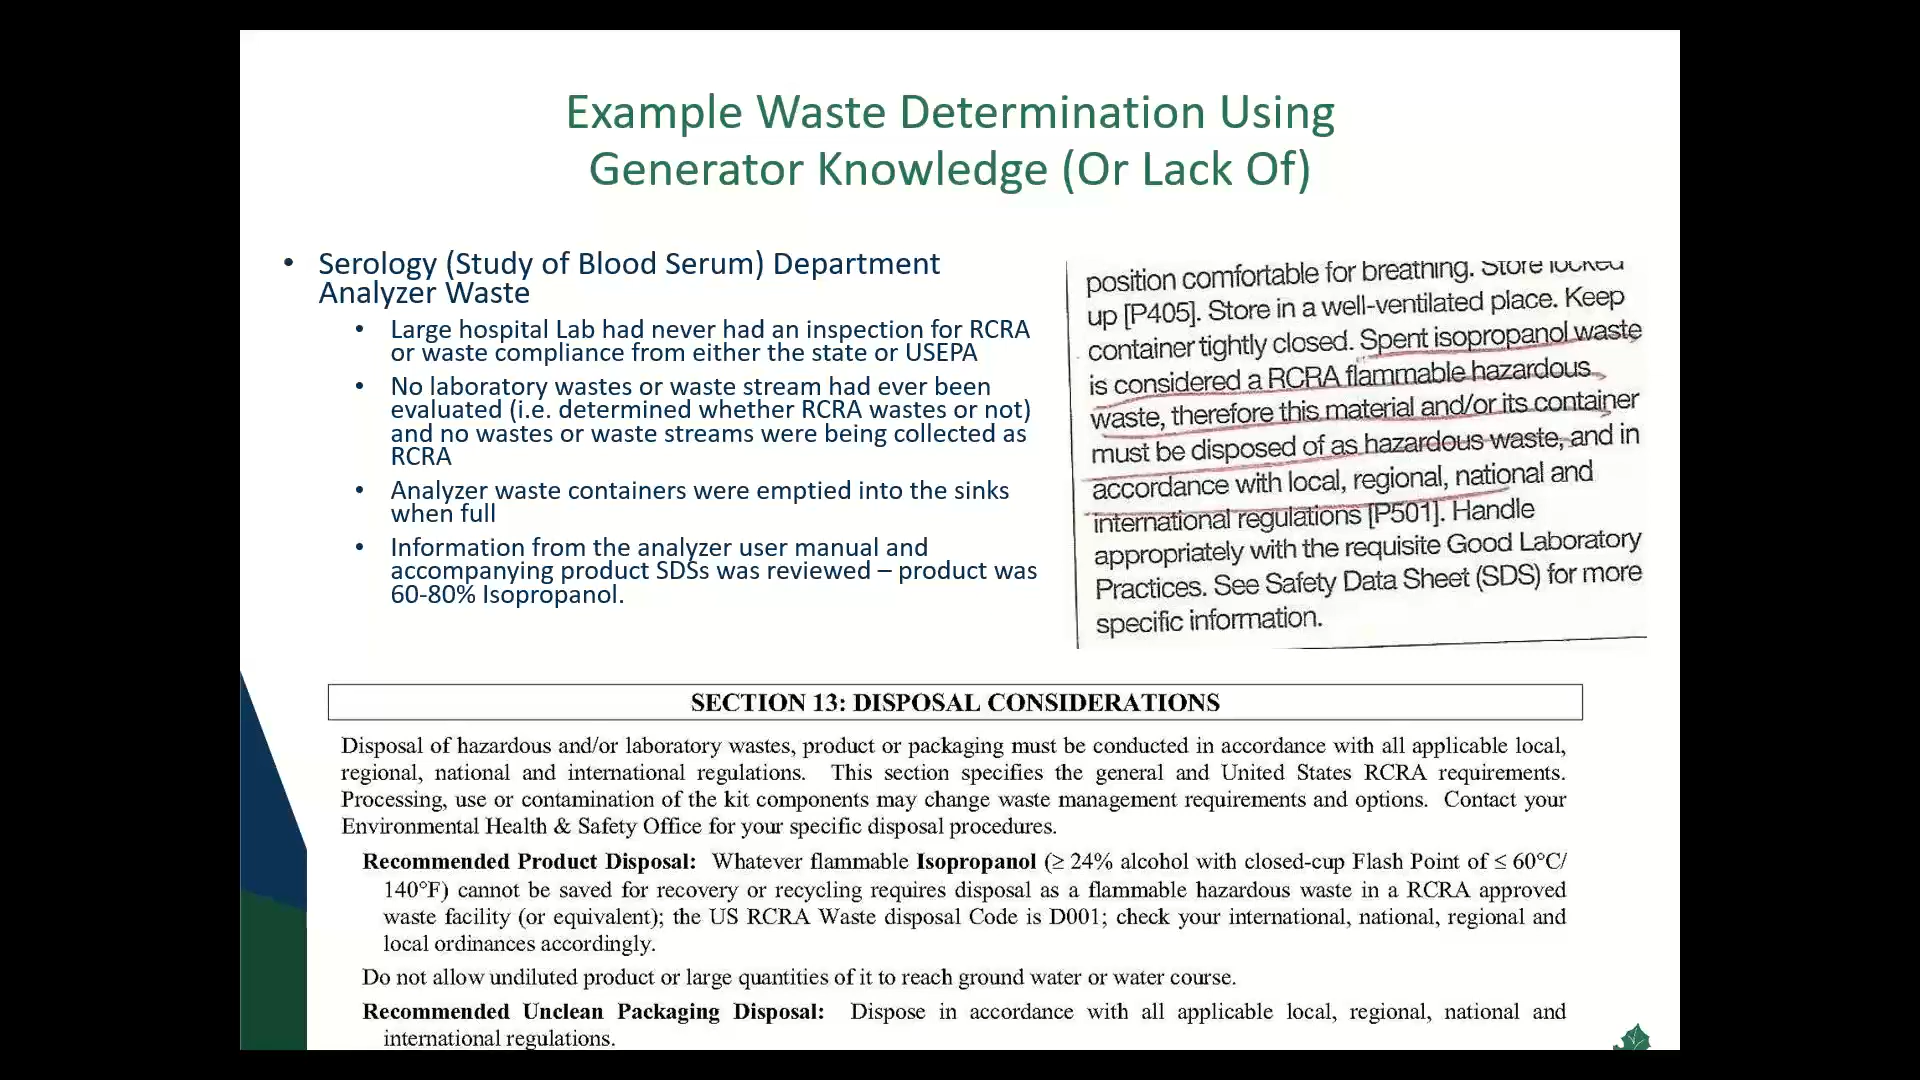 Example Waste Determination Using
Generator Knowledge (Or Lack Of)
• Serology (Study of Blood Serum) Department
Analyzer Waste
• Large hospital Lab had never had an inspection for RCRA
or waste compliance from either the state or USEPA
• No laboratory wastes or waste stream had ever been
evaluated (i.e. determined whether RCRA wastes or not)
and no wastes or waste streams were being collected as
RCRA
• Analyzer waste containers were emptied into the sinks
when full
• Information from the analyzer user manual and
accompanying product SDSs was reviewed – product was
60-80% Isopropanol.
position comfortable for breathing. Store locked
up [P405]. Store in a well-ventilated place. Keep
container tightly closed. Spent isopropanol waste
is considered a RCRA flammable hazardous
waste, therefore this material and/or its container
must be disposed of as hazardous waste, and in
accordance with local, regional, national and
international regulations [P501]. Handle
appropriately with the requisite Good Laboratory
Practices. See Safety Data Sheet (SDS) for more
specific information.
SECTION 13: DISPOSAL CONSIDERATIONS
Disposal of hazardous and/or laboratory wastes, product or packaging must be conducted in accordance with all applicable local,
regional, national and international regulations. This section specifies the general and United States RCRA requirements.
Processing, use or contamination of the kit components may change waste management requirements and options. Contact your
Environmental Health & Safety Office for your specific disposal procedures.
Recommended Product Disposal: Whatever flammable Isopropanol (≥ 24% alcohol with closed-cup Flash Point of ≤ 60°C/
140°F) cannot be saved for recovery or recycling requires disposal as a flammable hazardous waste in a RCRA approved
waste facility (or equivalent); the US RCRA Waste disposal Code is D001; check your international, national, regional and
local ordinances accordingly.
Do not allow undiluted product or large quantities of it to reach ground water or water course.
Recommended Unclean Packaging Disposal: Dispose in accordance with all applicable local, regional, national and
international regulations.